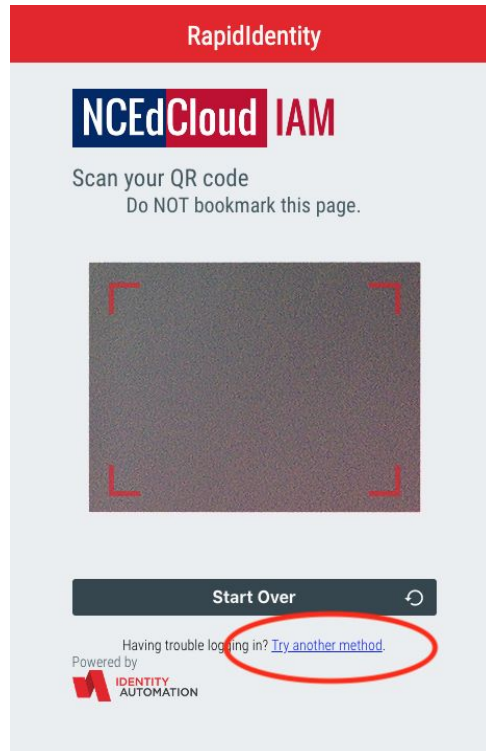 RapidIdentity
NCEdCloud IAM
Scan your QR code
Do NOT bookmark this page.
Start Over
Having trouble logging in? Try another method.
Powered by
IDENTITY
AUTOMATION